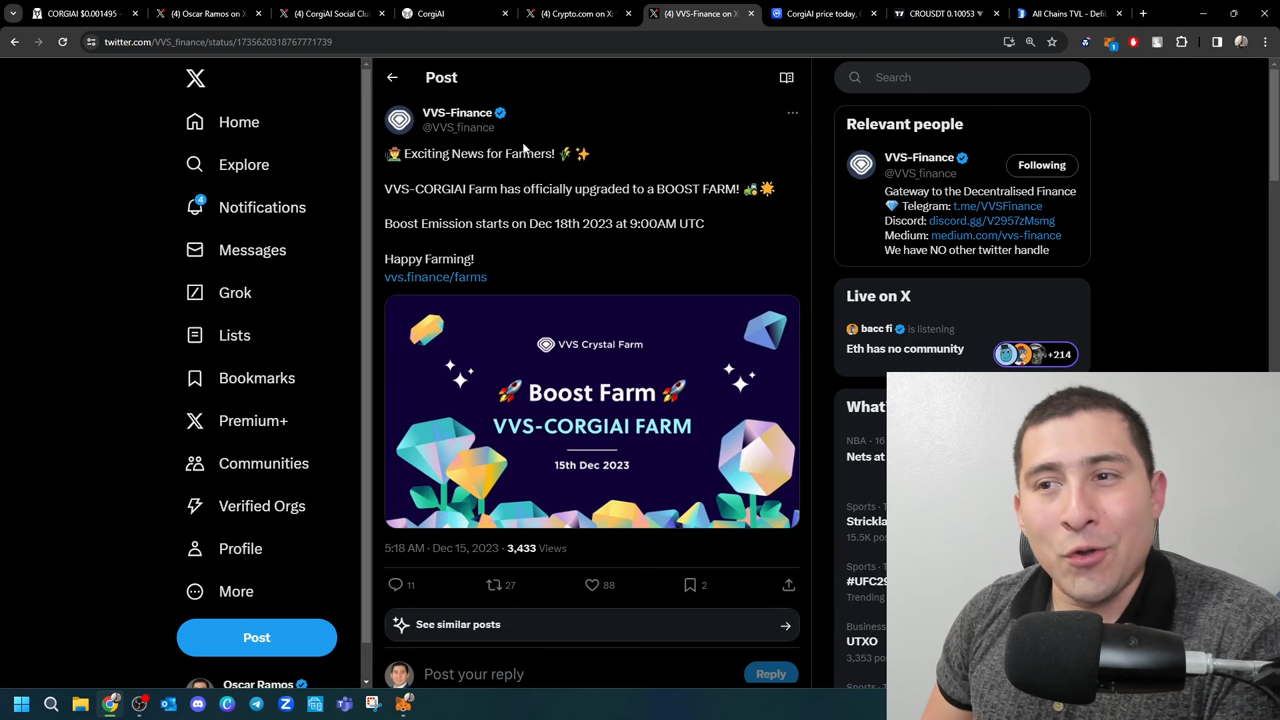 CORGIAI $0.001495 -
(4) Oscar Ramos on X
(4) CorgiAI Social Clu
CorgiAI
(4) Crypto.com on X:
(4) VVS-Finance on X
CorgiAI price today, C
CROUSDT 0.10053
All Chains TVL - Defi
twitter.com/VVS_finance/status/1735620318767771739
Home
Explore
4
Notifications
Messages
Grok
Lists
Bookmarks
Premium+
Communities
Verified Orgs
Profile
More
Post
Oscar Ramos
Post
VVS-Finance
@VVS_finance
👨‍🌾Exciting News for Farmers! 🌾✨
VVS-CORGIAI Farm has officially upgraded to a BOOST FARM! 🚜☀️
Boost Emission starts on Dec 18th 2023 at 9:00AM UTC
Happy Farming!
vvs.finance/farms
VVS Crystal Farm
🚀 Boost Farm 🚀
VVS-CORGIAI FARM
15th Dec 2023
5:18 AM · Dec 15, 2023 · 3,433 Views
11 27 88 2
See similar posts
Post your reply
Reply
Search
Relevant people
VVS-Finance
@VVS_finance
Following
Gateway to the Decentralised Finance
💎 Telegram: t.me/VVSFinance
Discord: discord.gg/V2957zMsmg
Medium: medium.com/vvs-finance
We have NO other twitter handle
Live on X
bacc fi is listening
Eth has no community
+214
NBA · 16
Nets at
Sports ·
Strickla
15.5K po
Sports ·
#UFC29
Trending
Business
UTXO
3,353 po